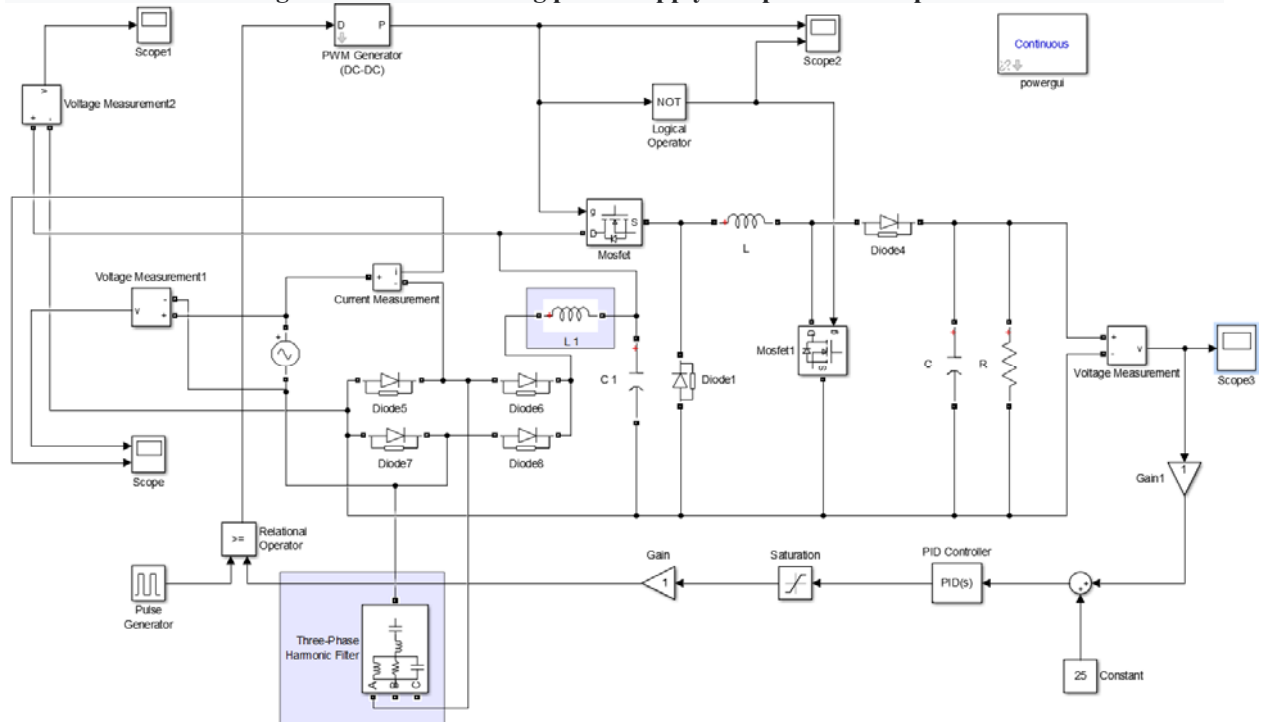 D P
Scope1
PWM Generator
(DC-DC)
Scope2
Continuous
powergui
Voltage Measurement2
+ -
NOT
Logical
Operator
g
D
S
Mosfet
L
Diode4
Voltage Measurement1
v
-
+
+ i
-
Current Measurement
+
L 1
C 1
Diode1
Mosfet1
D g
S
C
R
+
-
v
Voltage Measurement
Scope3
Diode5
Diode6
Diode7
Diode8
Scope
Gain1
1
>=
Relational
Operator
Pulse
Generator
Gain
1
Saturation
PID Controller
PID(s)
+
25
Constant
Three-Phase
Harmonic Filter
A B C